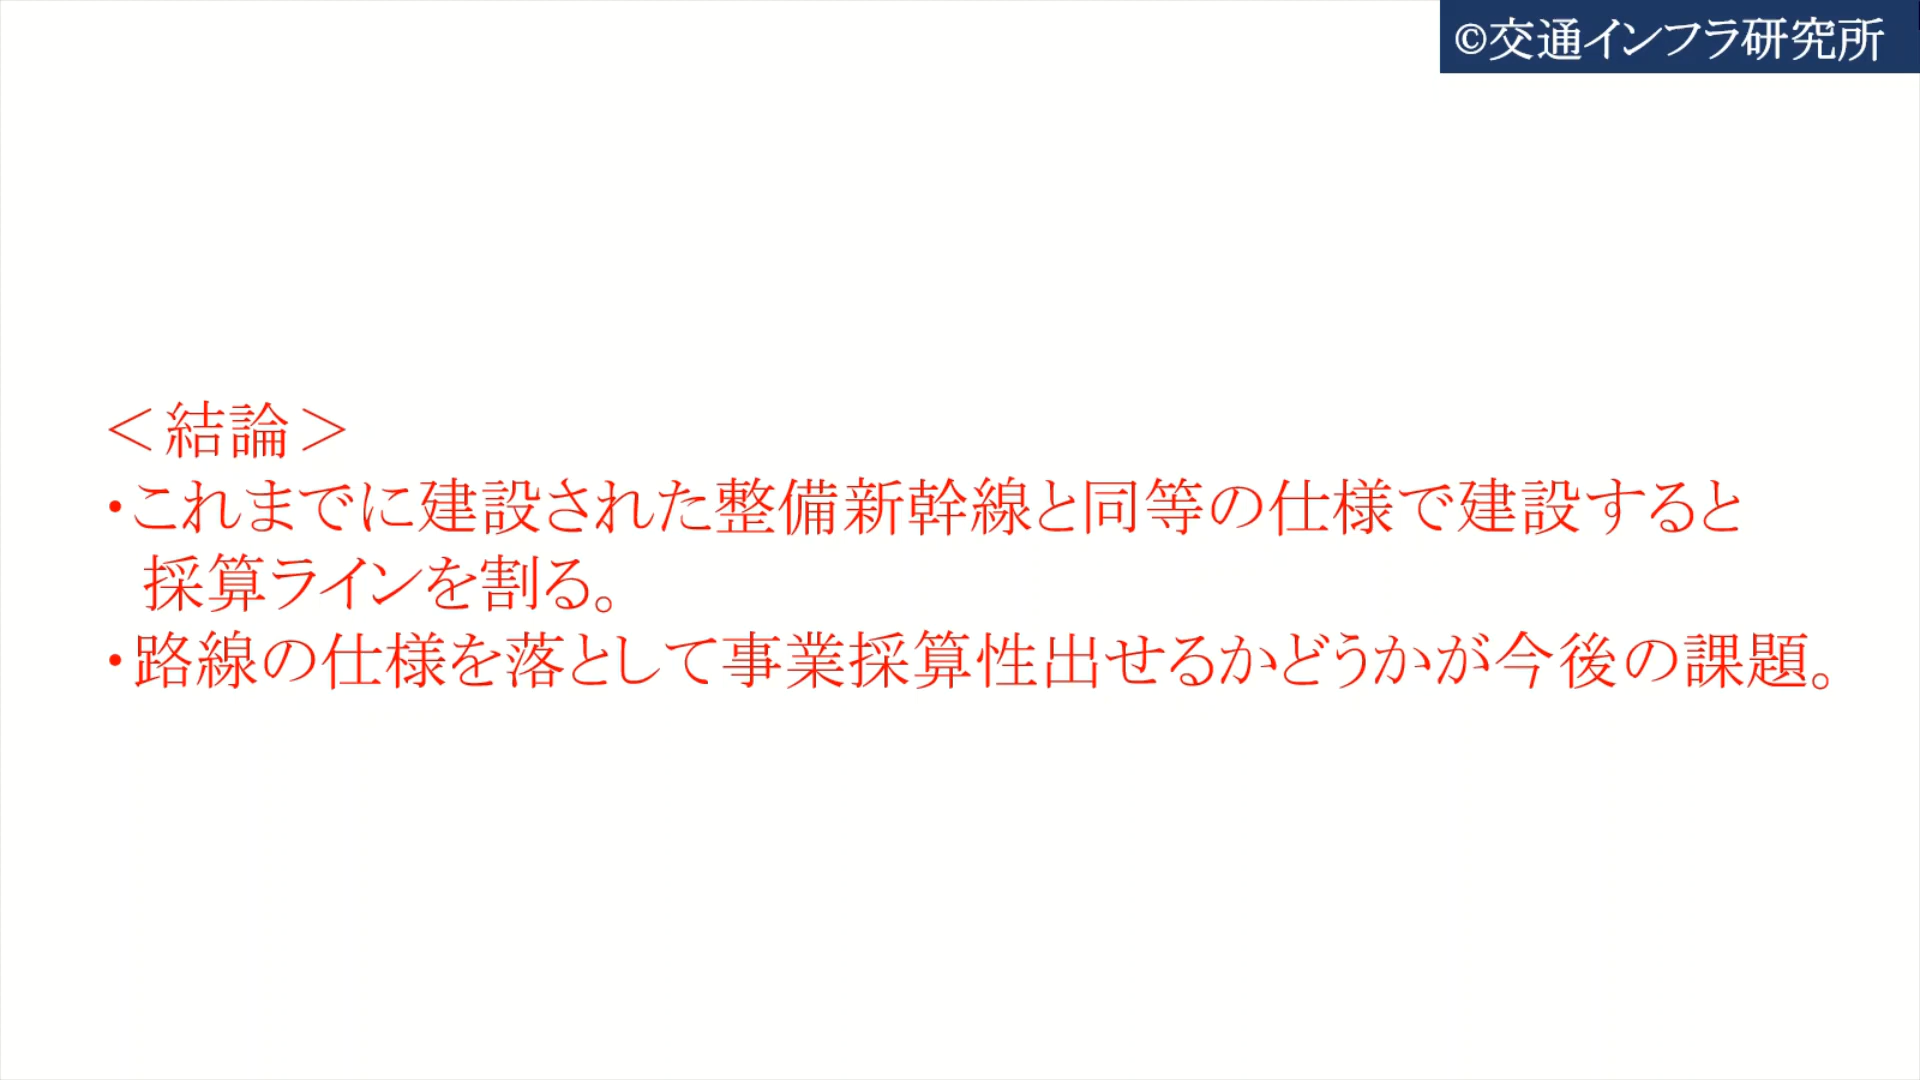 ©交通インフラ研究所
＜結論＞
・これまでに建設された整備新幹線と同等の仕様で建設すると
採算ラインを割る。
・路線の仕様を落として事業採算性出せるかどうかが今後の課題。